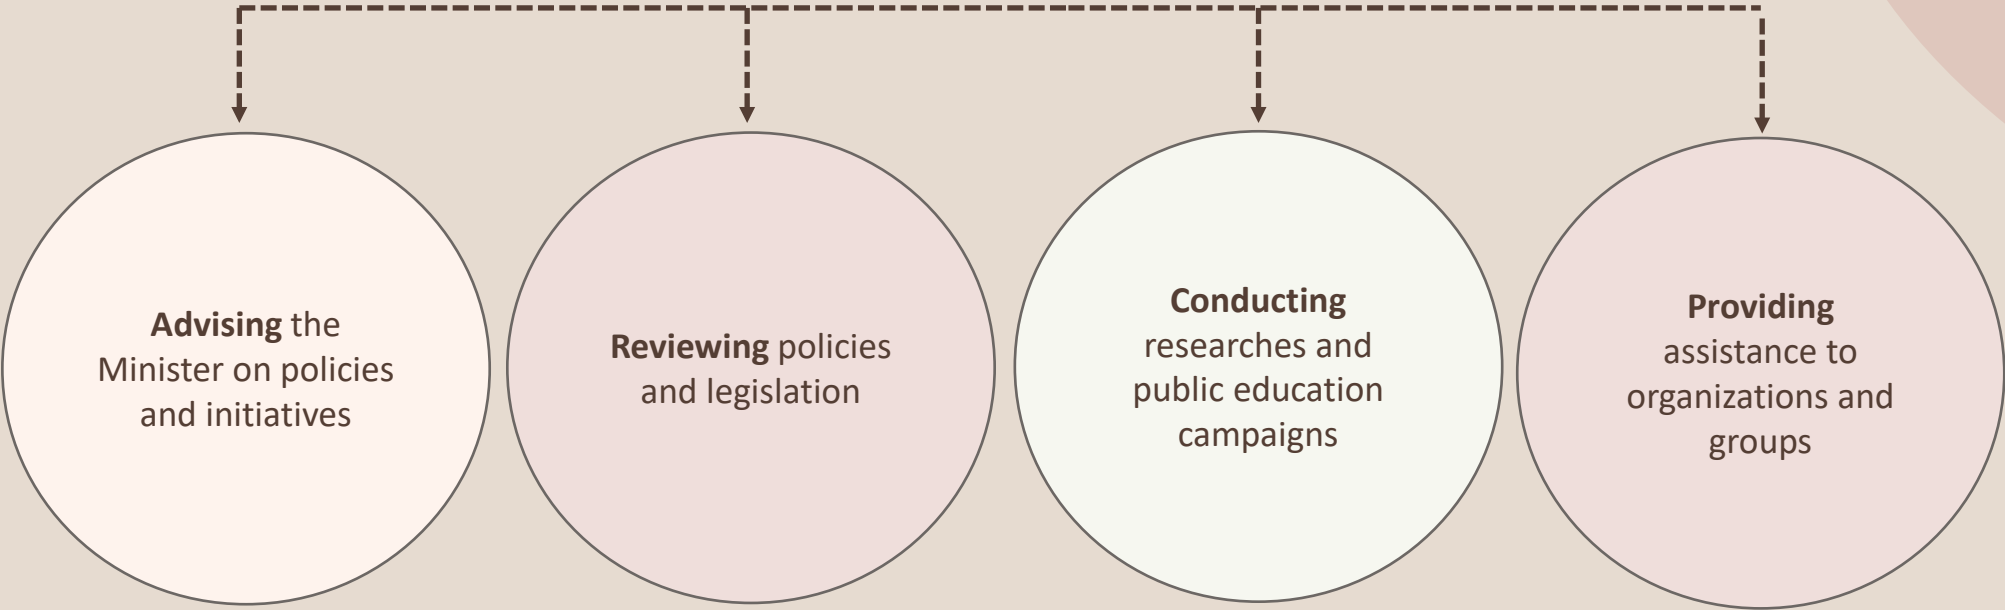 Advising the
Minister on policies
and initiatives
Reviewing policies
and legislation
Conducting
researches and
public education
campaigns
Providing
assistance to
organizations and
groups